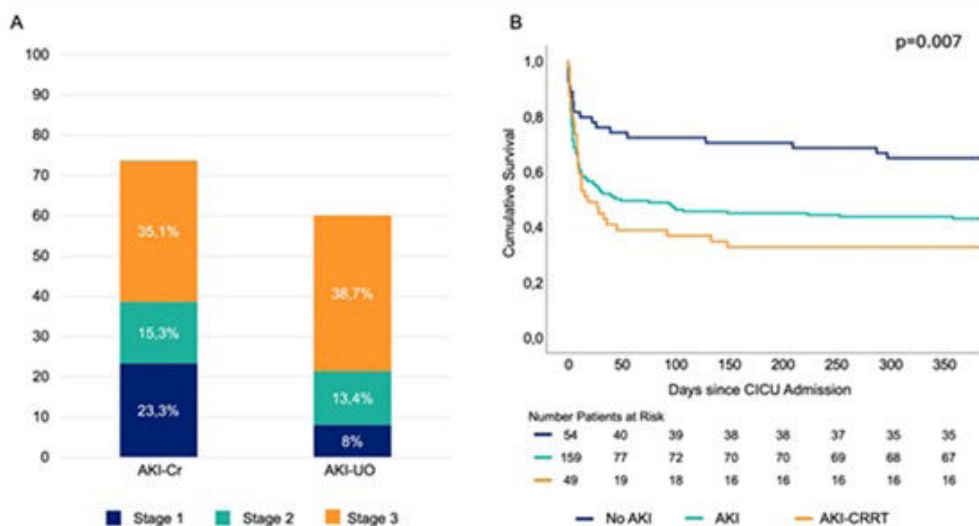 A
100
90
80
70
60
50
40
30
20
10
0
35,1%
15,3%
23,3%
38,7%
13,4%
8%
AKI-Cr AKI-UO
Stage 1 Stage 2 Stage 3
B
p=0.007
Cumulative Survival
1,0
0,8
0,6
0,4
0,2
0,0
0 50 100 150 200 250 300 350
Days since CICU Admission
Number Patients at Risk
54 40 39 38 38 37 35 35
159 77 72 70 70 69 68 67
49 19 18 16 16 16 16 16
No AKI AKI AKI-CRRT